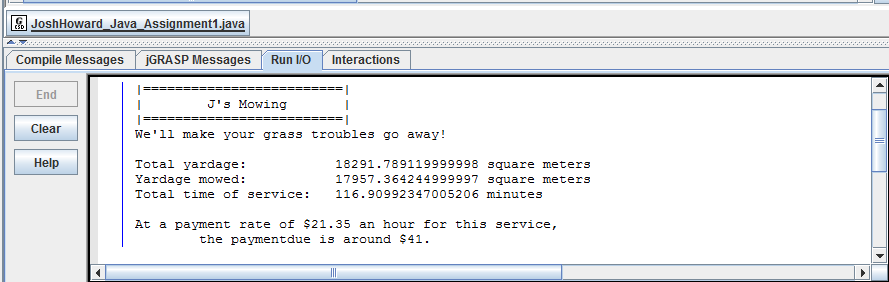 G
CSD
JoshHoward_Java_Assignment1.java
Compile Messages jGRASP Messages Run I/O Interactions
End
Clear
Help
|=========================|
| J's Mowing |
|=========================|
We'll make your grass troubles go away!
Total yardage: 18291.789119999998 square meters
Yardage mowed: 17957.364244999997 square meters
Total time of service: 116.90992347005206 minutes
At a payment rate of $21.35 an hour for this service,
the paymentdue is around $41.